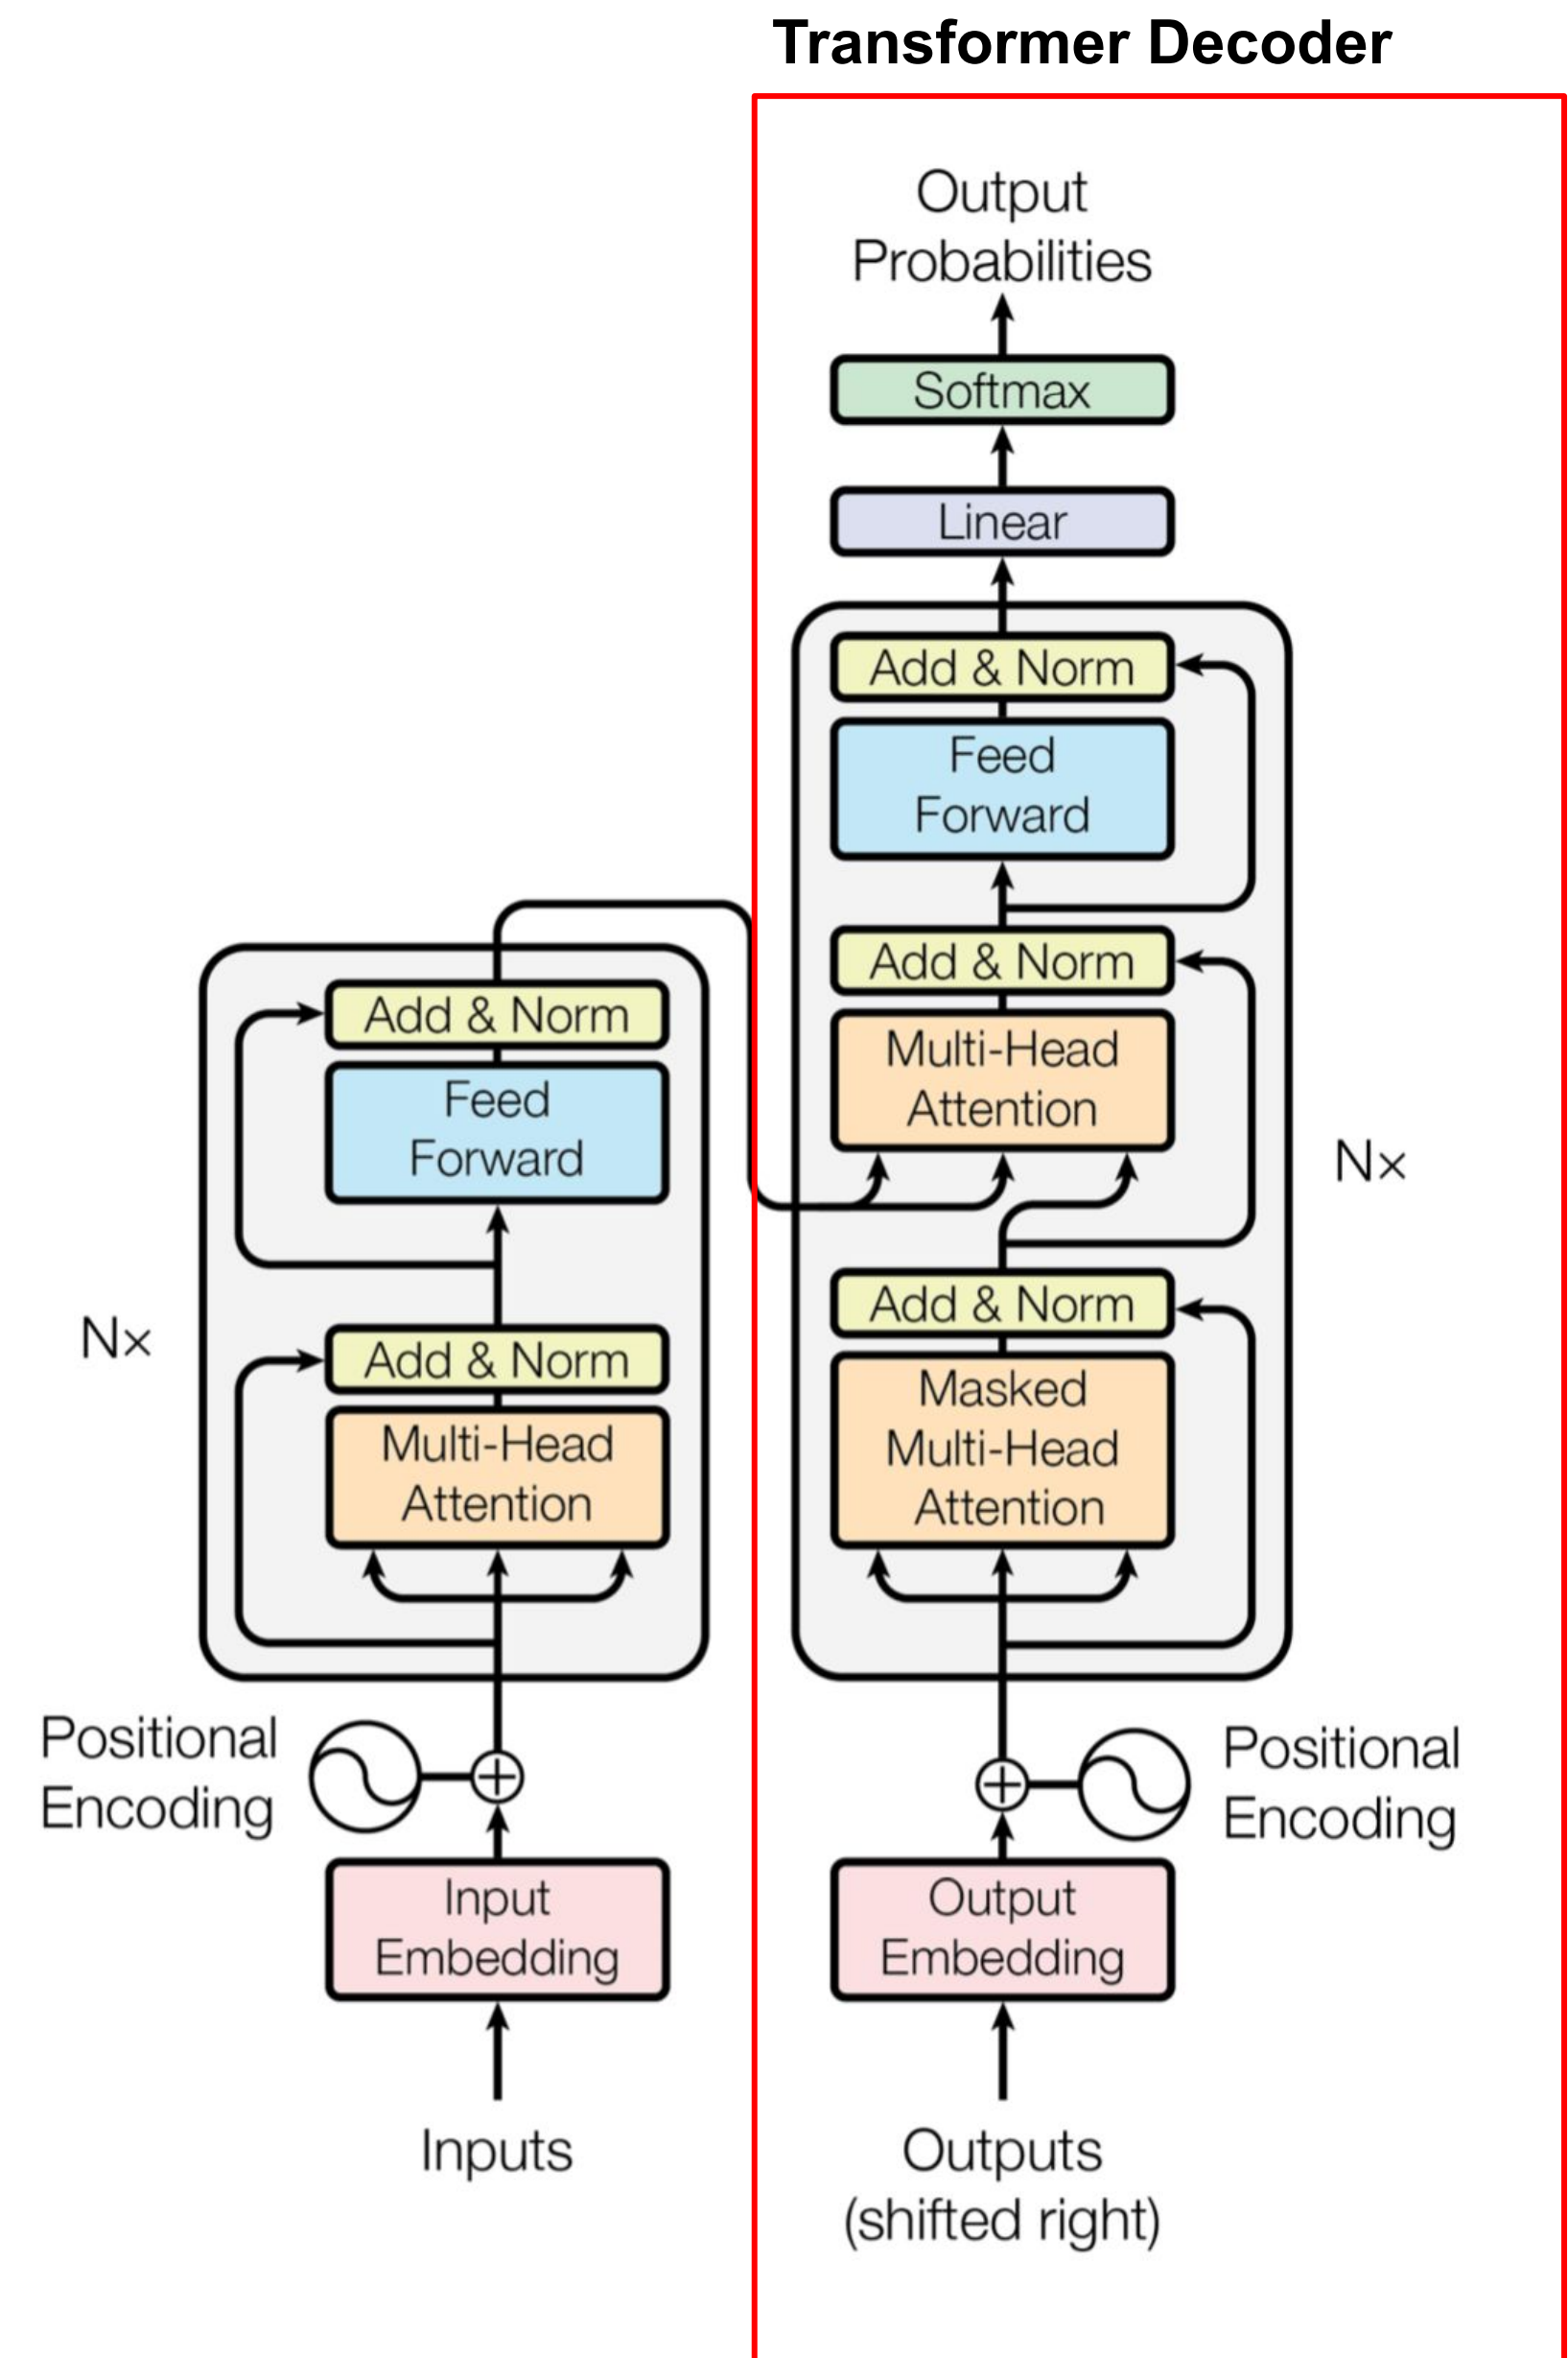 Transformer Decoder
Output
Probabilities
Softmax
Linear
Add & Norm
Feed
Forward
Add & Norm
Multi-Head
Attention
Nx
Add & Norm
Masked
Multi-Head
Attention
Positional
Encoding
Output
Embedding
Outputs
(shifted right)
Add & Norm
Feed
Forward
Nx
Add & Norm
Multi-Head
Attention
Positional
Encoding
Input
Embedding
Inputs